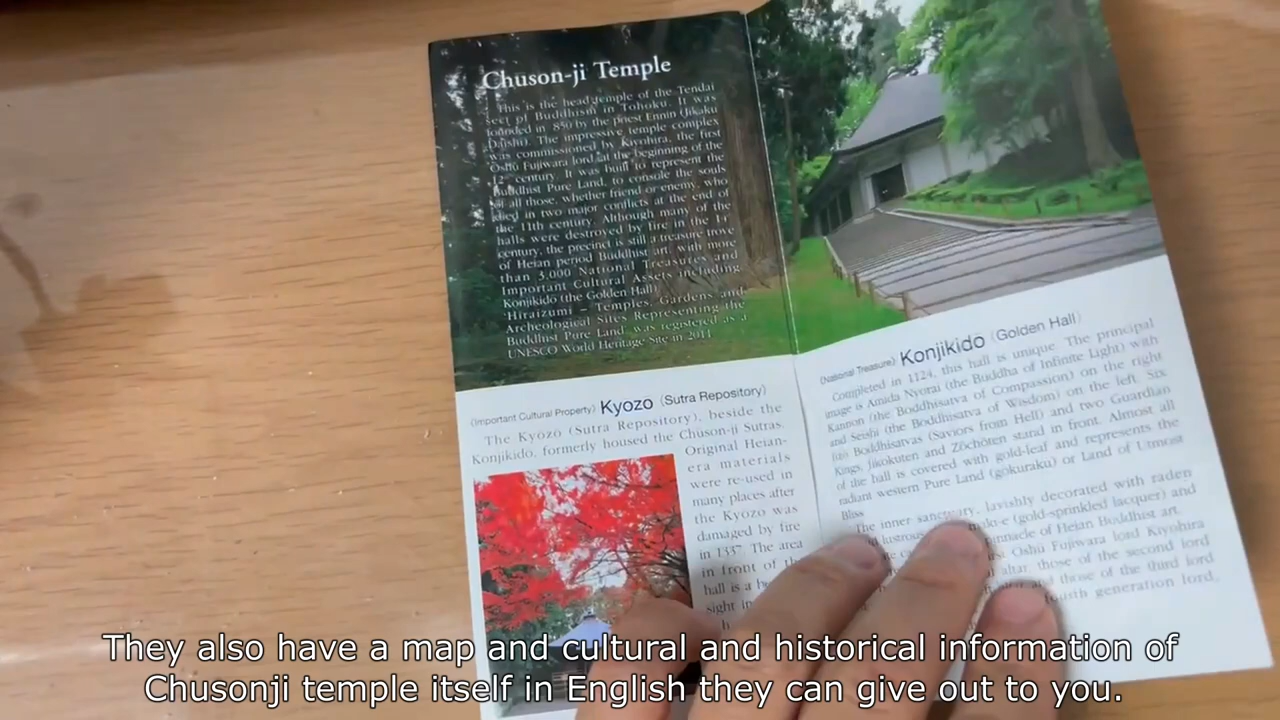 Chuson-ji Temple
This is the head temple of the Tendai
sect of Buddhism in Tohoku. It was
founded in 850 by the priest Ennin (Jikaku
Daishi). The impressive temple complex
was commissioned by Kiyohira, the first
Oshu Fujiwara lord at the beginning of the
12th century. It was built to represent the
Buddhist Pure Land, to console the souls
of all those, whether friend or enemy, who
died in two major conflicts at the end of
the 11th century. Although many of the
halls were destroyed by fire in the
century, the precinct is still a treasure trove
of Heian period Buddhist art with more
than 3,000 National Treasures and
Important Cultural Assets including
Konjikido (the Golden Hall)
'Hiraizumi – Temples, Gardens and
Archeological Sites Representing the
Buddhist Pure Land' was registered as a
UNESCO World Heritage Site in 2011
(Important Cultural Property) Kyozo (Sutra Repository)
The Kyozo (Sutra Repository), beside the
Konjikido, formerly housed the Chuson-ji Sutras.
Original Heian-
era materials
were re-used in
many places after
the Kyozo was
damaged by fire
in 1337. The area
in front of the
hall is a
sight in
(National Treasure) Konjikido (Golden Hall)
Completed in 1124, this hall is unique. The principal
image is Amida Nyorai (the Buddha of Infinite Light) with
Kannon (the Boddhisatva of Compassion) on the right
and Seishi (the Bodhisatva of Wisdom) on the left. Six
Jizo Boddhisatvas (Saviors from Hell) and two Guardian
Kings, Jikokuten and Zōchōten stand in front. Almost all
of the hall is covered with gold-leaf and represents the
radiant western Pure Land (gokuraku) or Land of Utmost
Bliss
The inner sanctuary, lavishly decorated with raden
lustrous (gold-sprinkled lacquer) and
pinnacle of Heian Buddhist art.
Oshu Fujiwara lord Kiyohira
altar, those of the second lord
and those of the third lord
fourth generation lord,
They also have a map and cultural and historical information of
Chusonji temple itself in English they can give out to you.